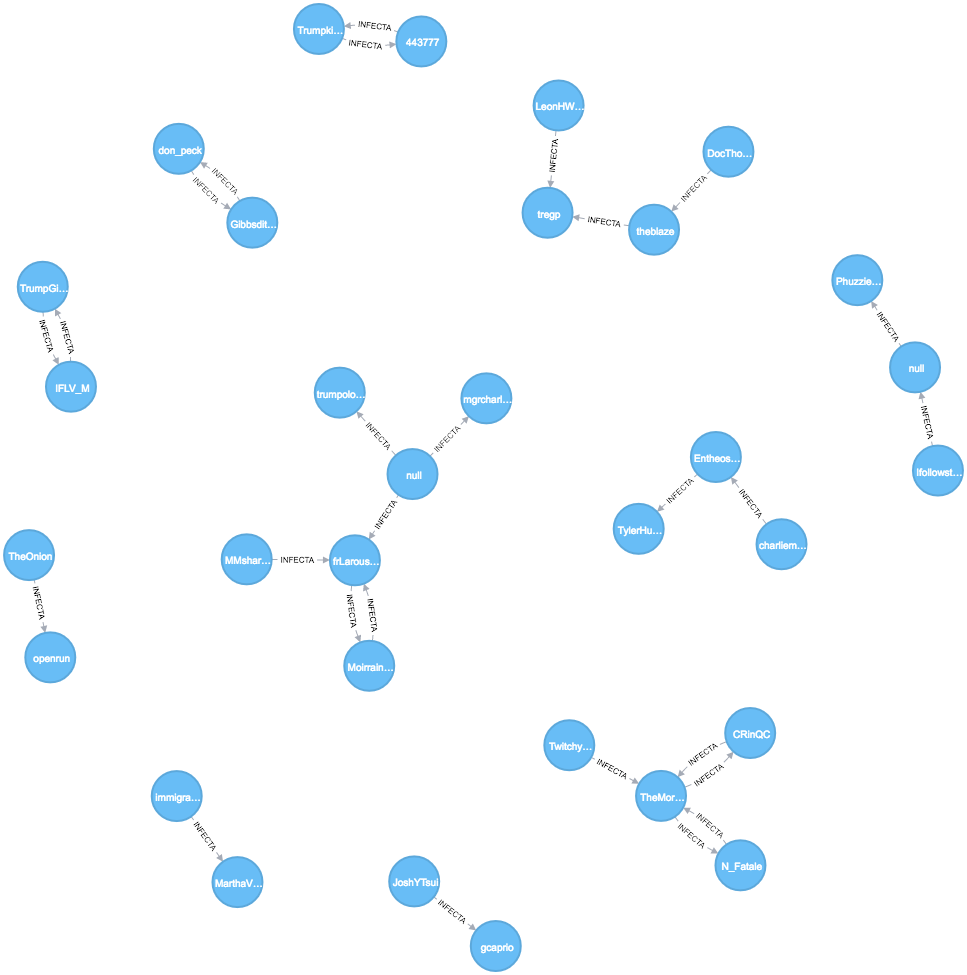 Trumpki...
INFECTA
INFECTA
443777
LeonHW...
INFECTA
don_peck
INFECTA
INFECTA
Gibbsdit...
DocTho...
INFECTA
tregp
INFECTA
theblaze
TrumpGi...
INFECTA
INFECTA
IFLV_M
Phuzzie...
INFECTA
null
INFECTA
Ifollowst...
trumpolo...
mgrcharl...
INFECTA
INFECTA
null
INFECTA
MMshar...
INFECTA
frLarous...
INFECTA
INFECTA
Moirrain...
Entheos...
INFECTA
INFECTA
TylerHu...
charliem...
TheOnion
INFECTA
openrun
Twitchy...
INFECTA
CRinQC
INFECTA
INFECTA
TheMor...
INFECTA
INFECTA
N_Fatale
immigra...
INFECTA
MarthaV...
JoshYTsui
INFECTA
gcaprio